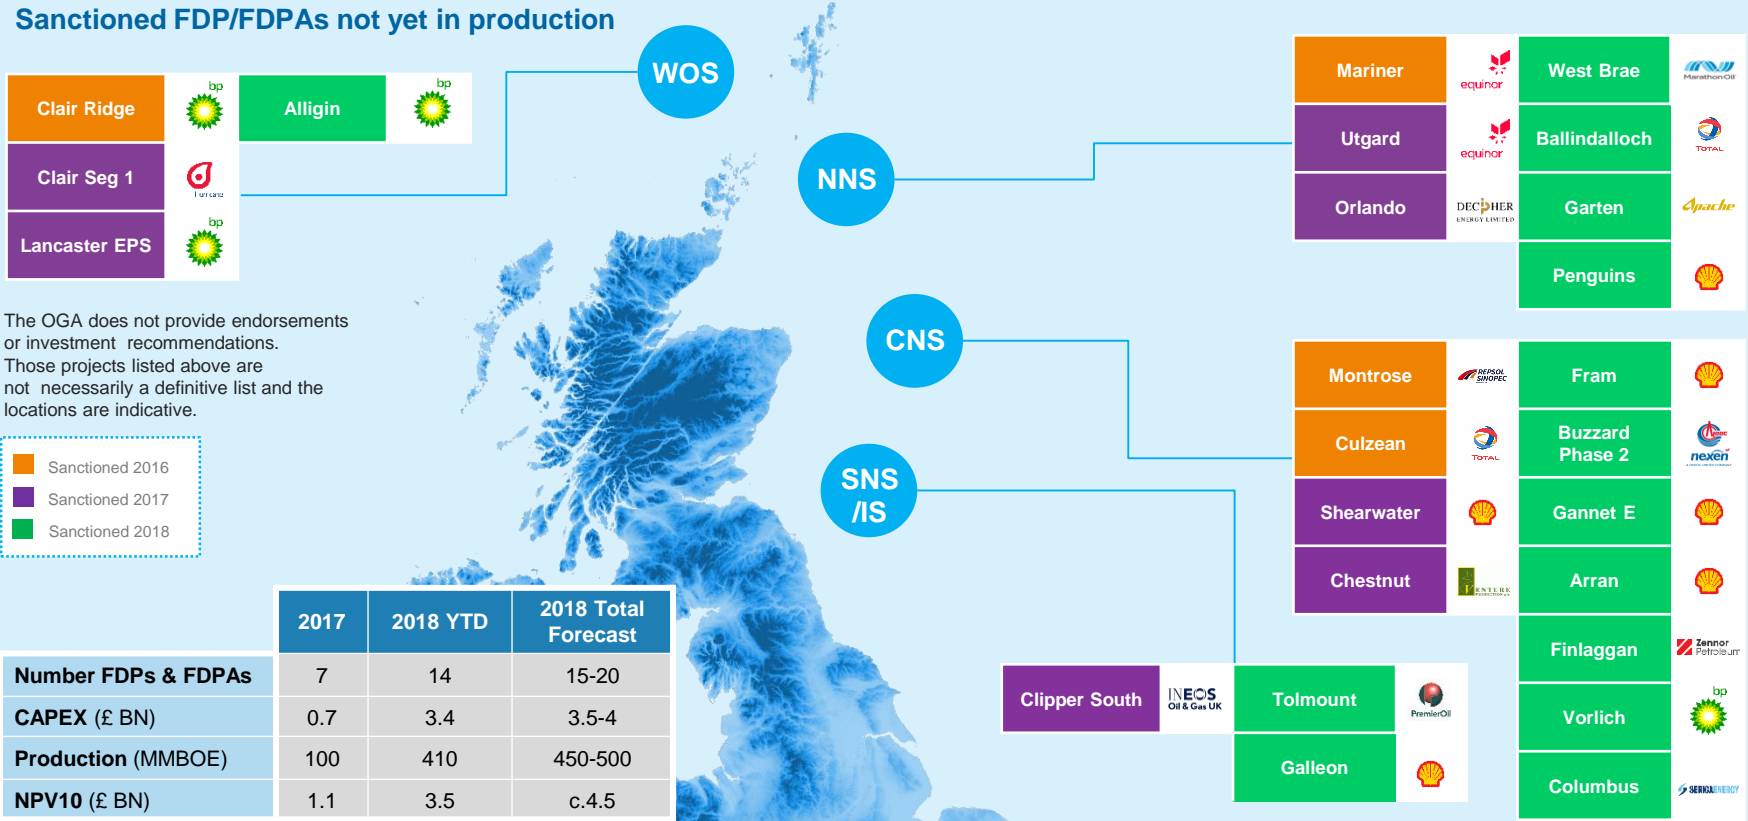 Sanctioned FDP/FDPAs not yet in production
WOS
Clair Ridge
bp
Alligin
bp
Clair Seg 1
Lancaster EPS
bp
The OGA does not provide endorsements
or investment recommendations.
Those projects listed above are
not necessarily a definitive list and the
locations are indicative.
Sanctioned 2016
Sanctioned 2017
Sanctioned 2018
NNS
Mariner
equinor
West Brae
Marathon Oil
Utgard
equinor
Ballindalloch
TOTAL
Orlando
DECIPHER
ENERGY LIMITED
Garten
Apache
Penguins
CNS
Montrose
REPSOL
SINOPEC
Fram
Culzean
TOTAL
Buzzard
Phase 2
nexen
Shearwater
Gannet E
Chestnut
Arran
Finlaggan
Zennor
Petroleum
Vorlich
bp
Columbus
SERICA ENERGY
SNS
/IS
Clipper South
INEOS
Oil & Gas UK
Tolmount
PremierOil
Galleon
2017 2018 YTD 2018 Total
Forecast
Number FDPs & FDPAs 7 14 15-20
CAPEX (£ BN) 0.7 3.4 3.5-4
Production (MMBOE) 100 410 450-500
NPV10 (£ BN) 1.1 3.5 c.4.5